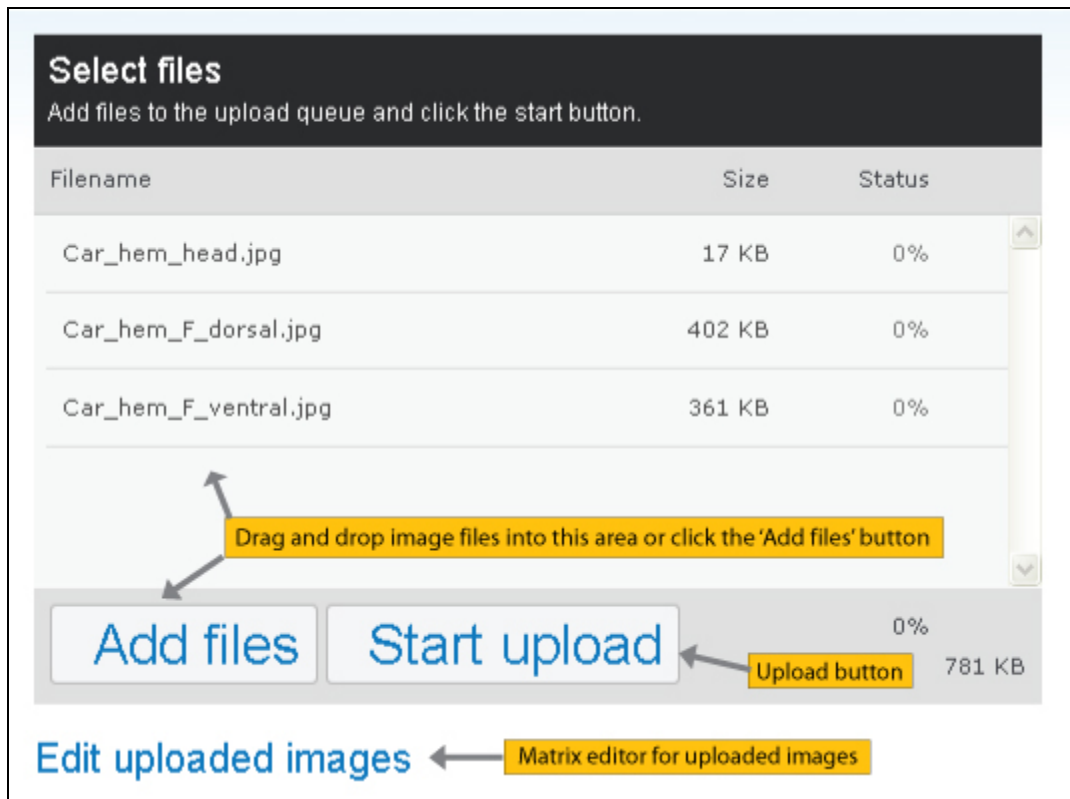 Select files
Add files to the upload queue and click the start button.
Filename Size Status
Car_hem_head.jpg 17 KB 0%
Car_hem_F_dorsal.jpg 402 KB 0%
Car_hem_F_ventral.jpg 361 KB 0%
Drag and drop image files into this area or click the 'Add files' button
Add files Start upload 0%
Upload button 781 KB
Edit uploaded images Matrix editor for uploaded images